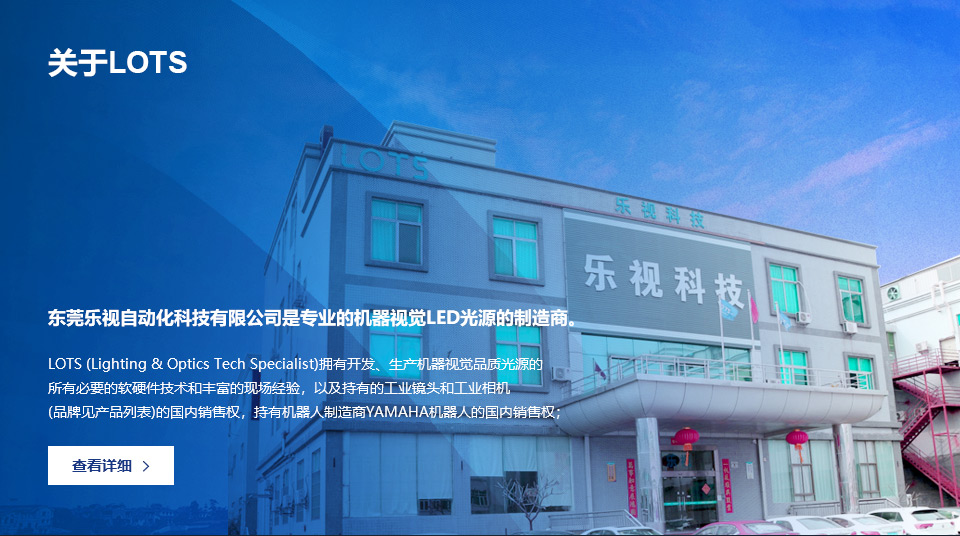 关于LOTS
LOTS
乐视科技
乐视科技
东莞乐视自动化科技有限公司是专业的机器视觉LED光源的制造商。
LOTS (Lighting & Optics Tech Specialist)拥有开发、生产机器视觉品质光源的
所有必要的软硬件技术和丰富的现场经验，以及持有的工业镜头和工业相机
(品牌见产品列表)的国内销售权，持有机器人制造商YAMAHA机器人的国内销售权；
查看详细